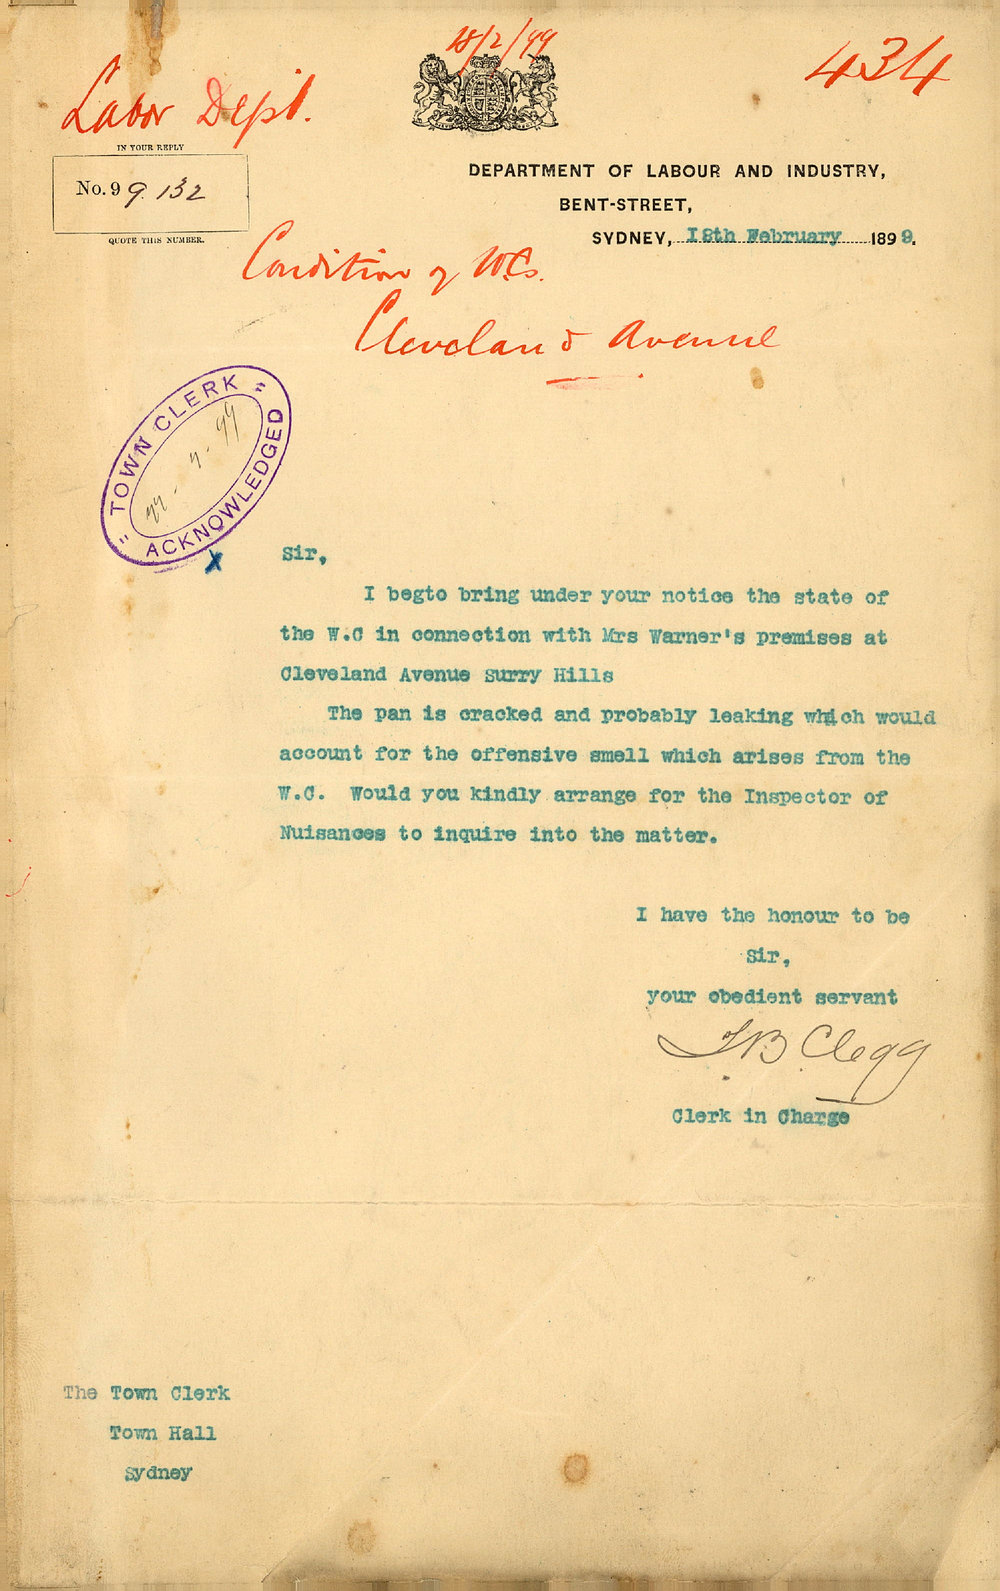 18/2/99
434
Labor Dept.
IN YOUR REPLY
No. 99.132
QUOTE THIS NUMBER.
DEPARTMENT OF LABOUR AND INDUSTRY,
BENT-STREET,
SYDNEY, 18th February 1899.
Condition of W.Cs.
Cleveland Avenue
"TOWN CLERK"
ACKNOWLEDGED
x
Sir,
I begto bring under your notice the state of
the W.C in connection with Mrs Warner's premises at
Cleveland Avenue Surry Hills
The pan is cracked and probably leaking which would
account for the offensive smell which arises from the
W.C. Would you kindly arrange for the Inspector of
Nuisances to inquire into the matter.
I have the honour to be
Sir,
your obedient servant
Clegg
Clerk in Charge
The Town Clerk
Town Hall
Sydney